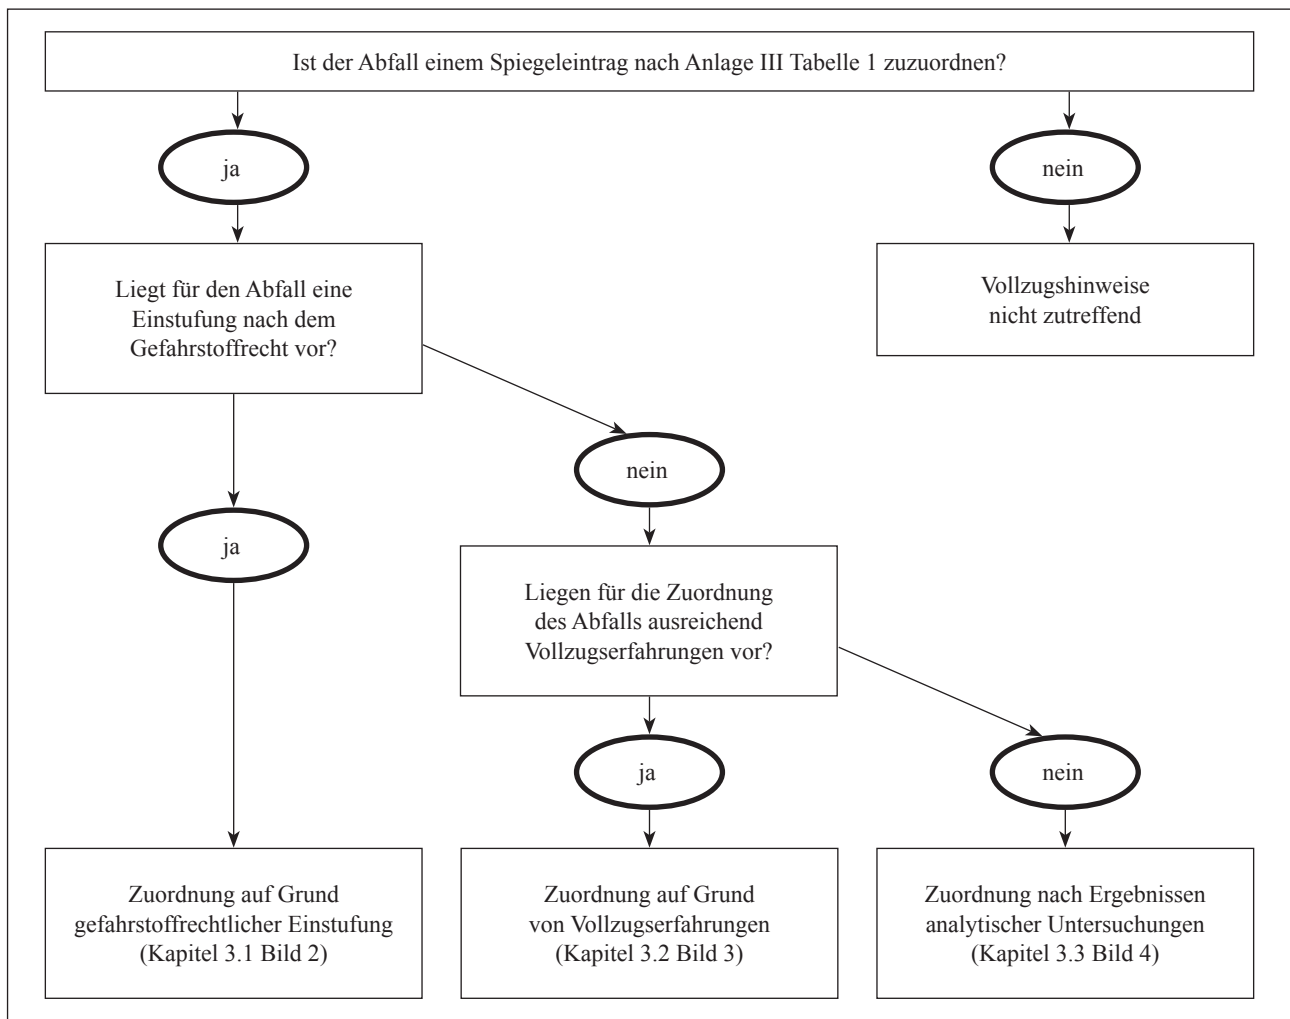 Ist der Abfall einem Spiegeleintrag nach Anlage III Tabelle 1 zuzuordnen?
ja
nein
Liegt für den Abfall eine
Einstufung nach dem
Gefahrstoffrecht vor?
Vollzugshinweise
nicht zutreffend
nein
ja
Liegen für die Zuordnung
des Abfalls ausreichend
Vollzugserfahrungen vor?
ja
nein
Zuordnung auf Grund
gefahrstoffrechtlicher Einstufung
(Kapitel 3.1 Bild 2)
Zuordnung auf Grund
von Vollzugserfahrungen
(Kapitel 3.2 Bild 3)
Zuordnung nach Ergebnissen
analytischer Untersuchungen
(Kapitel 3.3 Bild 4)